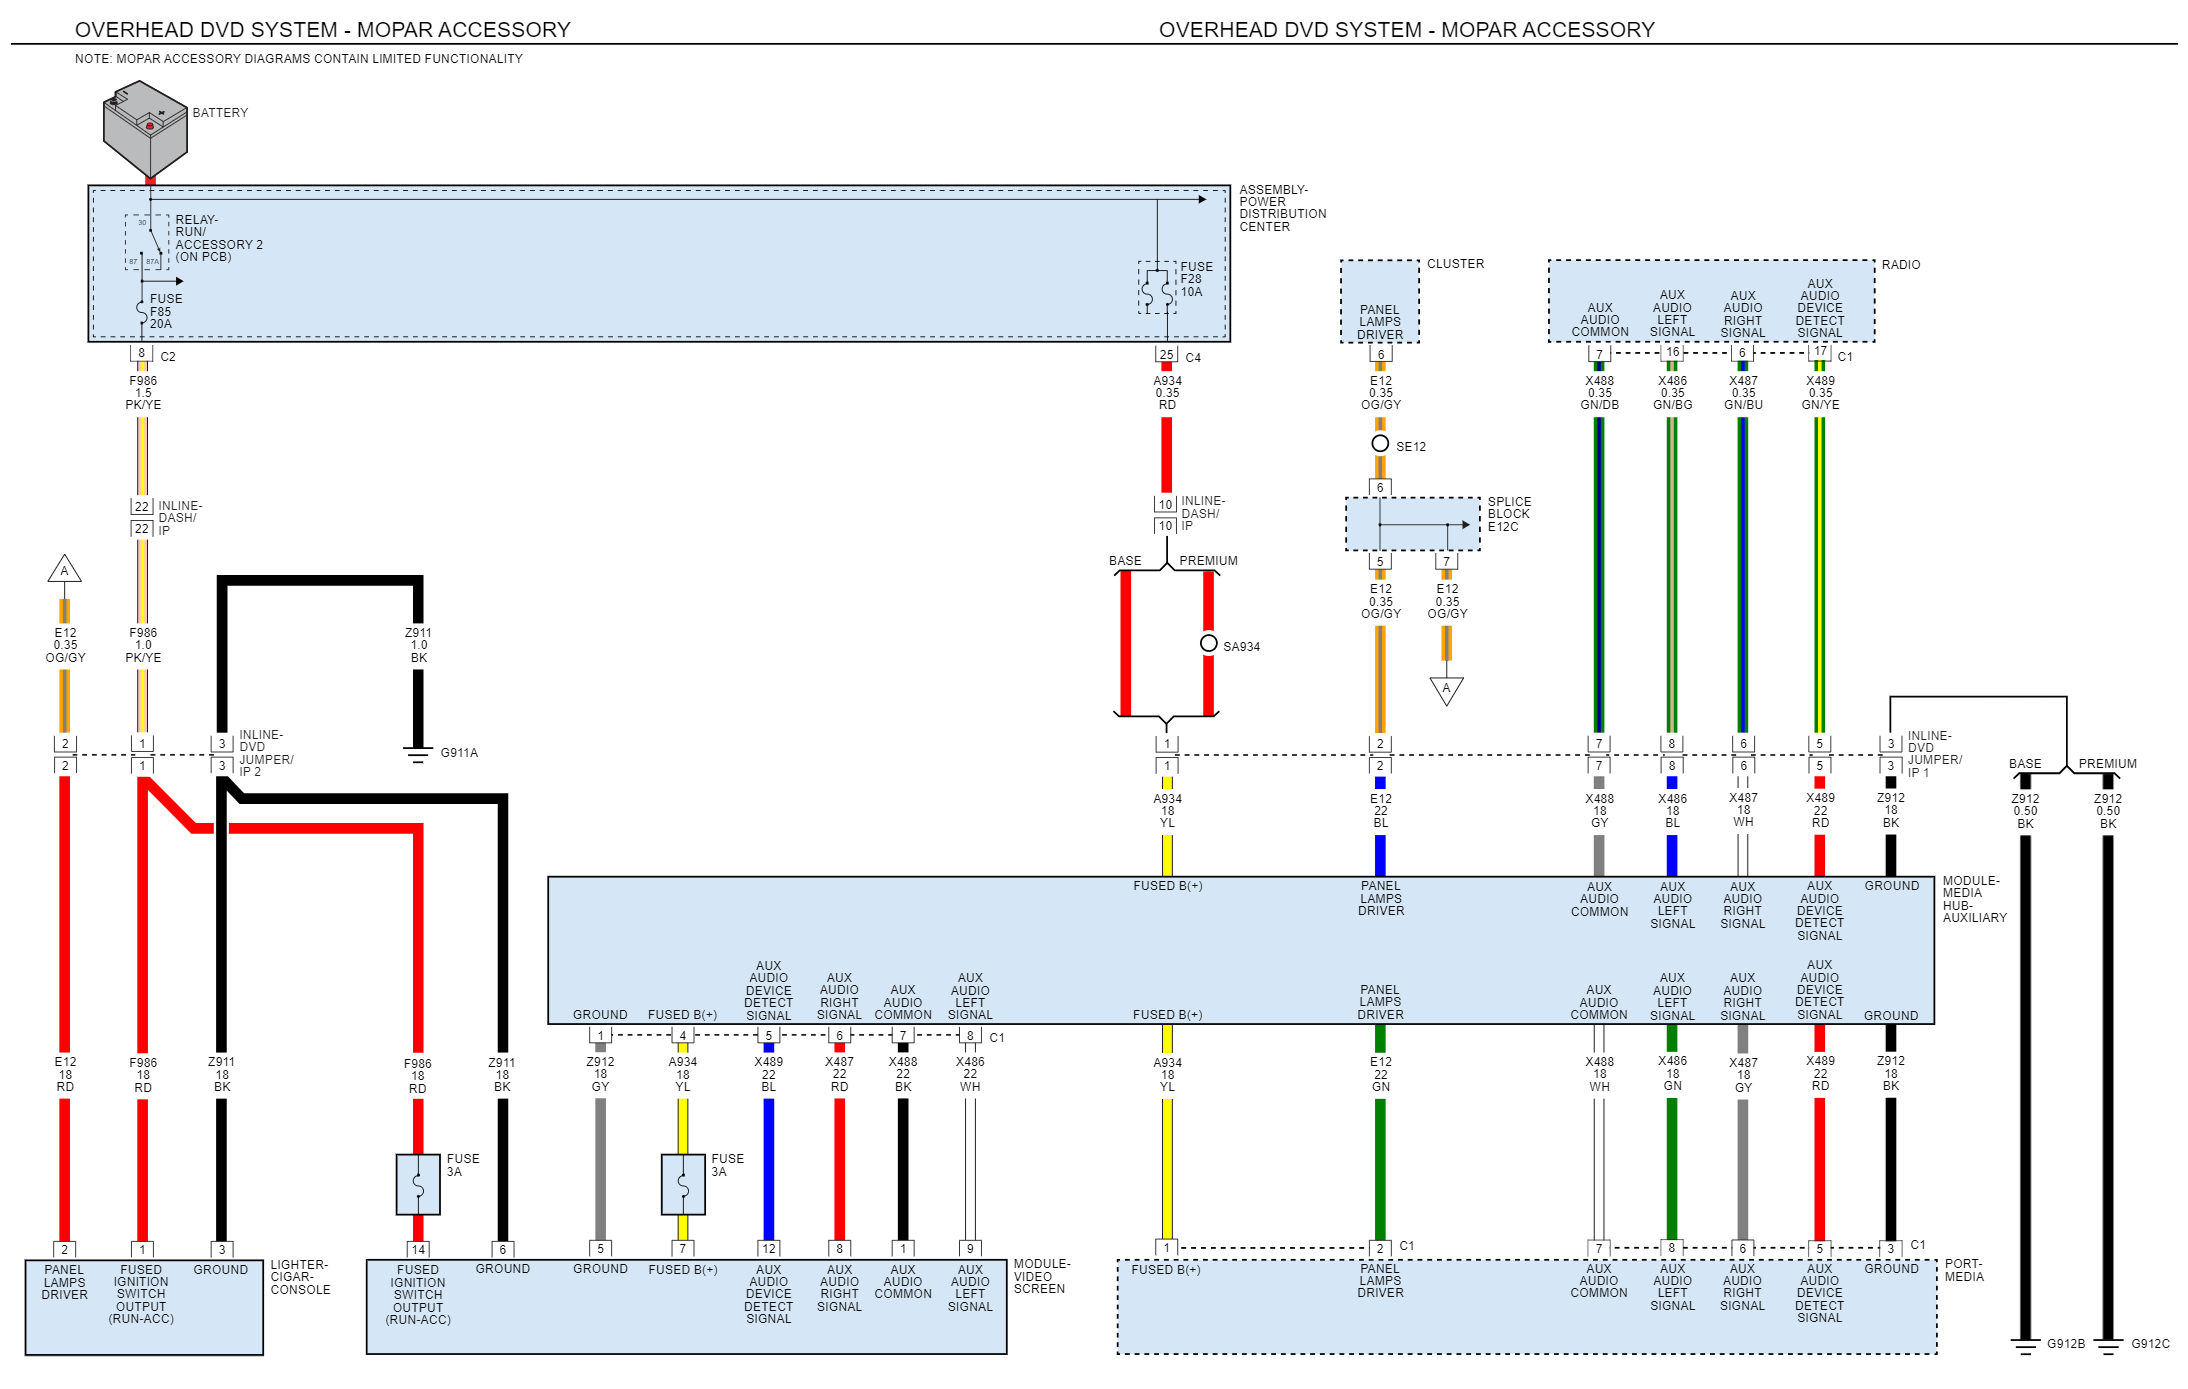 OVERHEAD DVD SYSTEM - MOPAR ACCESSORY
OVERHEAD DVD SYSTEM - MOPAR ACCESSORY
NOTE: MOPAR ACCESSORY DIAGRAMS CONTAIN LIMITED FUNCTIONALITY
BATTERY
ASSEMBLY-
POWER
DISTRIBUTION
CENTER
30
RELAY-
RUN/
ACCESSORY 2
(ON PCB)
87 87A
FUSE
F85
20A
FUSE
F28
10A
CLUSTER
PANEL
LAMPS
DRIVER
RADIO
AUX
AUDIO
COMMON
AUX
AUDIO
LEFT
SIGNAL
AUX
AUDIO
RIGHT
SIGNAL
AUX
AUDIO
DEVICE
DETECT
SIGNAL
8 C2
25 C4
6
7 16 6 17 C1
F986
1.5
PK/YE
A934
0.35
RD
E12
0.35
OG/GY
X488
0.35
GN/DB
X486
0.35
GN/BG
X487
0.35
GN/BU
X489
0.35
GN/YE
SE12
6
22
22
INLINE-
DASH/
IP
10
10
INLINE-
DASH/
IP
SPLICE
BLOCK
E12C
5 7
BASE PREMIUM
A
E12
0.35
OG/GY
E12
0.35
OG/GY
E12
0.35
OG/GY
F986
1.0
PK/YE
Z911
1.0
BK
SA934
A
2 1 3
2 1 3
INLINE-
DVD
JUMPER/
IP 2
G911A
1 2 7 8 6 5 3
1 2 7 8 6 5 3
INLINE-
DVD
JUMPER/
IP 1
BASE PREMIUM
A934
18
YL
E12
22
BL
X488
18
GY
X486
18
BL
X487
18
WH
X489
22
RD
Z912
18
BK
Z912
0.50
BK
Z912
0.50
BK
FUSED B(+)
PANEL
LAMPS
DRIVER
AUX
AUDIO
COMMON
AUX
AUDIO
LEFT
SIGNAL
AUX
AUDIO
RIGHT
SIGNAL
AUX
AUDIO
DEVICE
DETECT
SIGNAL
GROUND
MODULE-
MEDIA
HUB-
AUXILIARY
GROUND
FUSED B(+)
AUX
AUDIO
DEVICE
DETECT
SIGNAL
AUX
AUDIO
RIGHT
SIGNAL
AUX
AUDIO
COMMON
AUX
AUDIO
LEFT
SIGNAL
FUSED B(+)
PANEL
LAMPS
DRIVER
AUX
AUDIO
COMMON
AUX
AUDIO
LEFT
SIGNAL
AUX
AUDIO
RIGHT
SIGNAL
AUX
AUDIO
DEVICE
DETECT
SIGNAL
GROUND
1 4 5 6 7 8 C1
E12
18
RD
F986
18
RD
Z911
18
BK
F986
18
RD
Z911
18
BK
Z912
18
GY
A934
18
YL
X489
22
BL
X487
22
RD
X488
22
BK
X486
22
WH
A934
18
YL
E12
22
GN
X488
18
WH
X486
18
GN
X487
18
GY
X489
22
RD
Z912
18
BK
FUSE
3A
FUSE
3A
2 1 3
14 6 5 7 12 8 1 9
1 2 C1
7 8 6 5 3 C1
PANEL
LAMPS
DRIVER
FUSED
IGNITION
SWITCH
OUTPUT
(RUN-ACC)
GROUND
LIGHTER-
CIGAR-
CONSOLE
FUSED
IGNITION
SWITCH
OUTPUT
(RUN-ACC)
GROUND
GROUND
FUSED B(+)
AUX
AUDIO
DEVICE
DETECT
SIGNAL
AUX
AUDIO
RIGHT
SIGNAL
AUX
AUDIO
COMMON
AUX
AUDIO
LEFT
SIGNAL
MODULE-
VIDEO
SCREEN
FUSED B(+)
PANEL
LAMPS
DRIVER
AUX
AUDIO
COMMON
AUX
AUDIO
LEFT
SIGNAL
AUX
AUDIO
RIGHT
SIGNAL
AUX
AUDIO
DEVICE
DETECT
SIGNAL
GROUND
PORT-
MEDIA
G912B
G912C